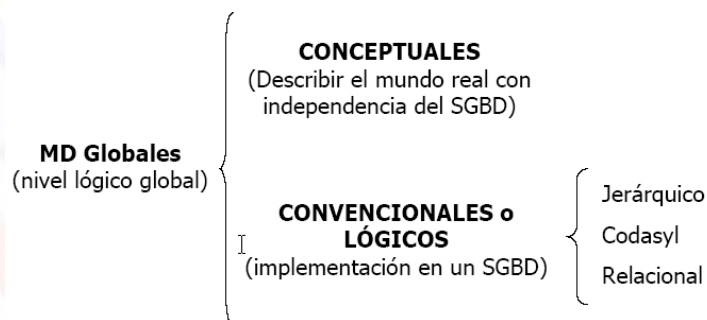 CONCEPTUALES
(Describir el mundo real con
independencia del SGBD)
MD Globales
(nivel lógico global)
CONVENCIONALES o
LÓGICOS
(implementación en un SGBD)
Jerárquico
Codasyl
Relacional